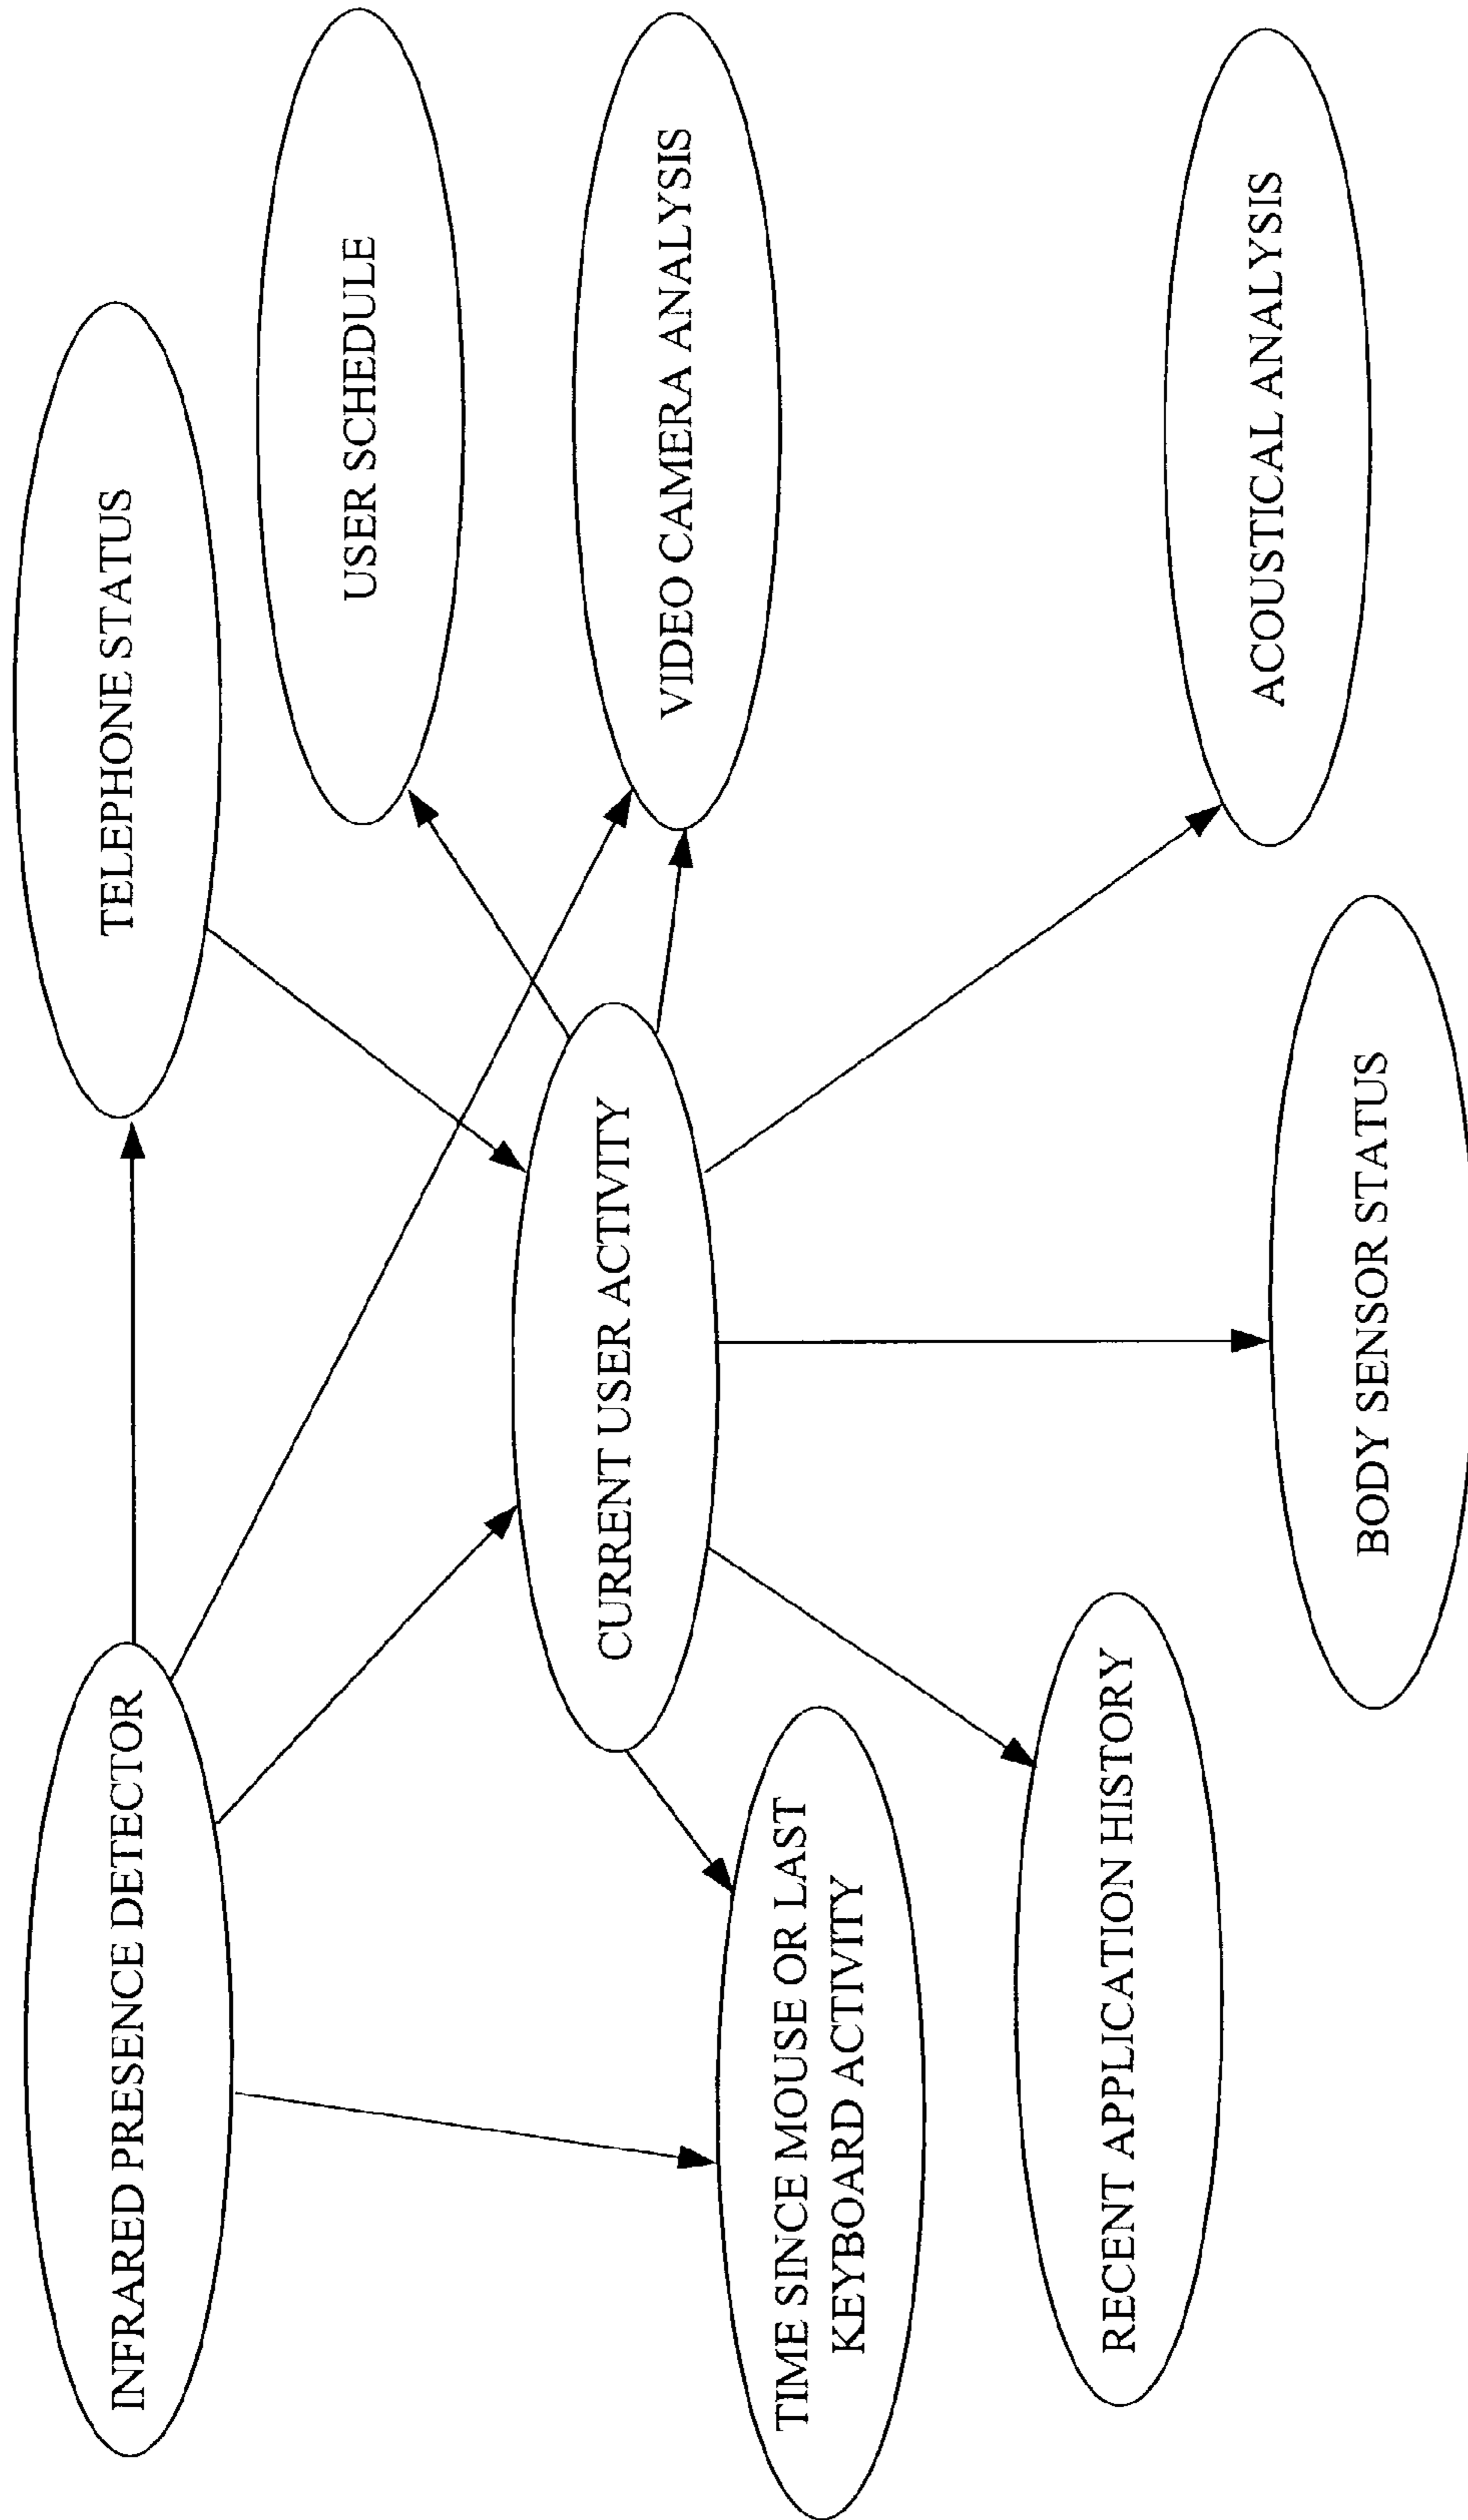 INFRARED PRESENCE DETECTOR
TELEPHONE STATUS
USER SCHEDULE
CURRENT USER ACTIVITY
VIDEO CAMERA ANALYSIS
TIME SINCE MOUSE OR LAST
KEYBOARD ACTIVITY
RECENT APPLICATION HISTORY
ACOUSTICAL ANALYSIS
BODY SENSOR STATUS